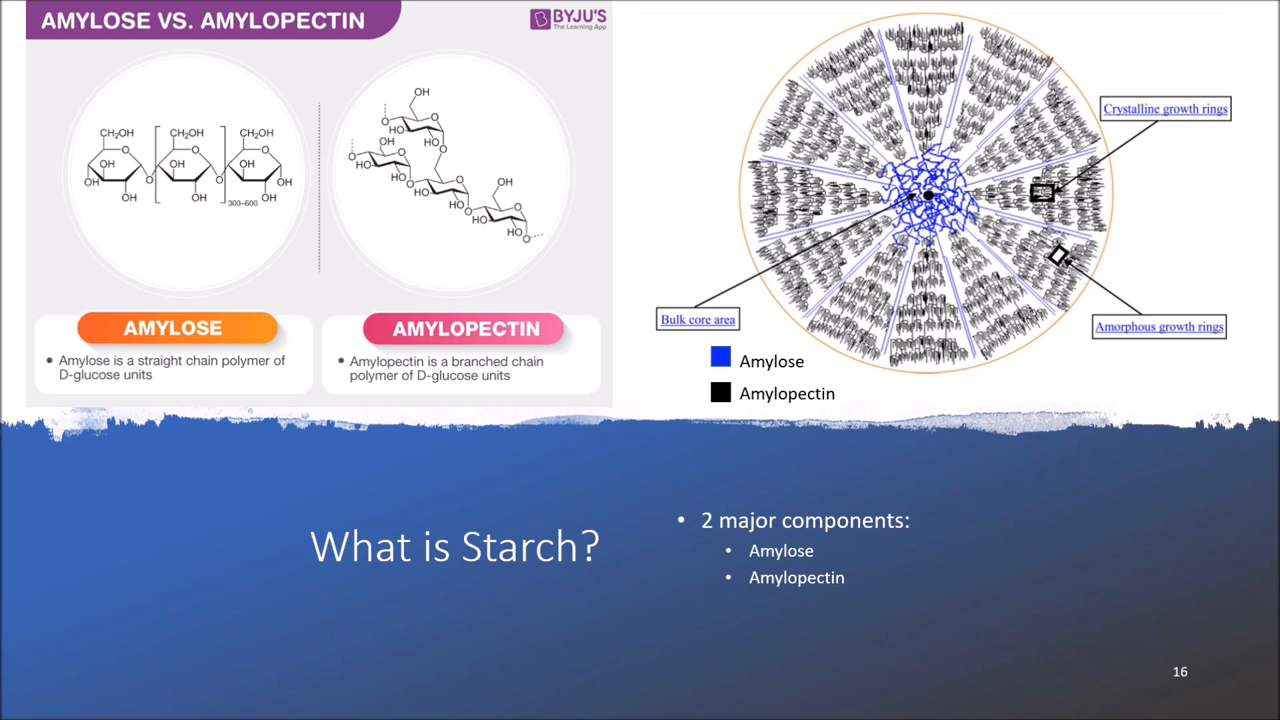 AMYLOSE VS. AMYLOPECTIN
BYJU'S
The Learning App
CH₂OH
CH₂OH
CH₂OH
O
O
O
OH
OH
OH
OH
O
O
OH
OH
OH
OH
300–600
OH
O
O
HO
OH
HO
O
O
O
HO
HO
O
O
OH
HO
HO
O
O
HO
HO
O
AMYLOSE
• Amylose is a straight chain polymer of
D-glucose units
AMYLOPECTIN
• Amylopectin is a branched chain
polymer of D-glucose units
Crystalline growth rings
Bulk core area
Amorphous growth rings
Amylose
Amylopectin
What is Starch?
• 2 major components:
• Amylose
• Amylopectin
16